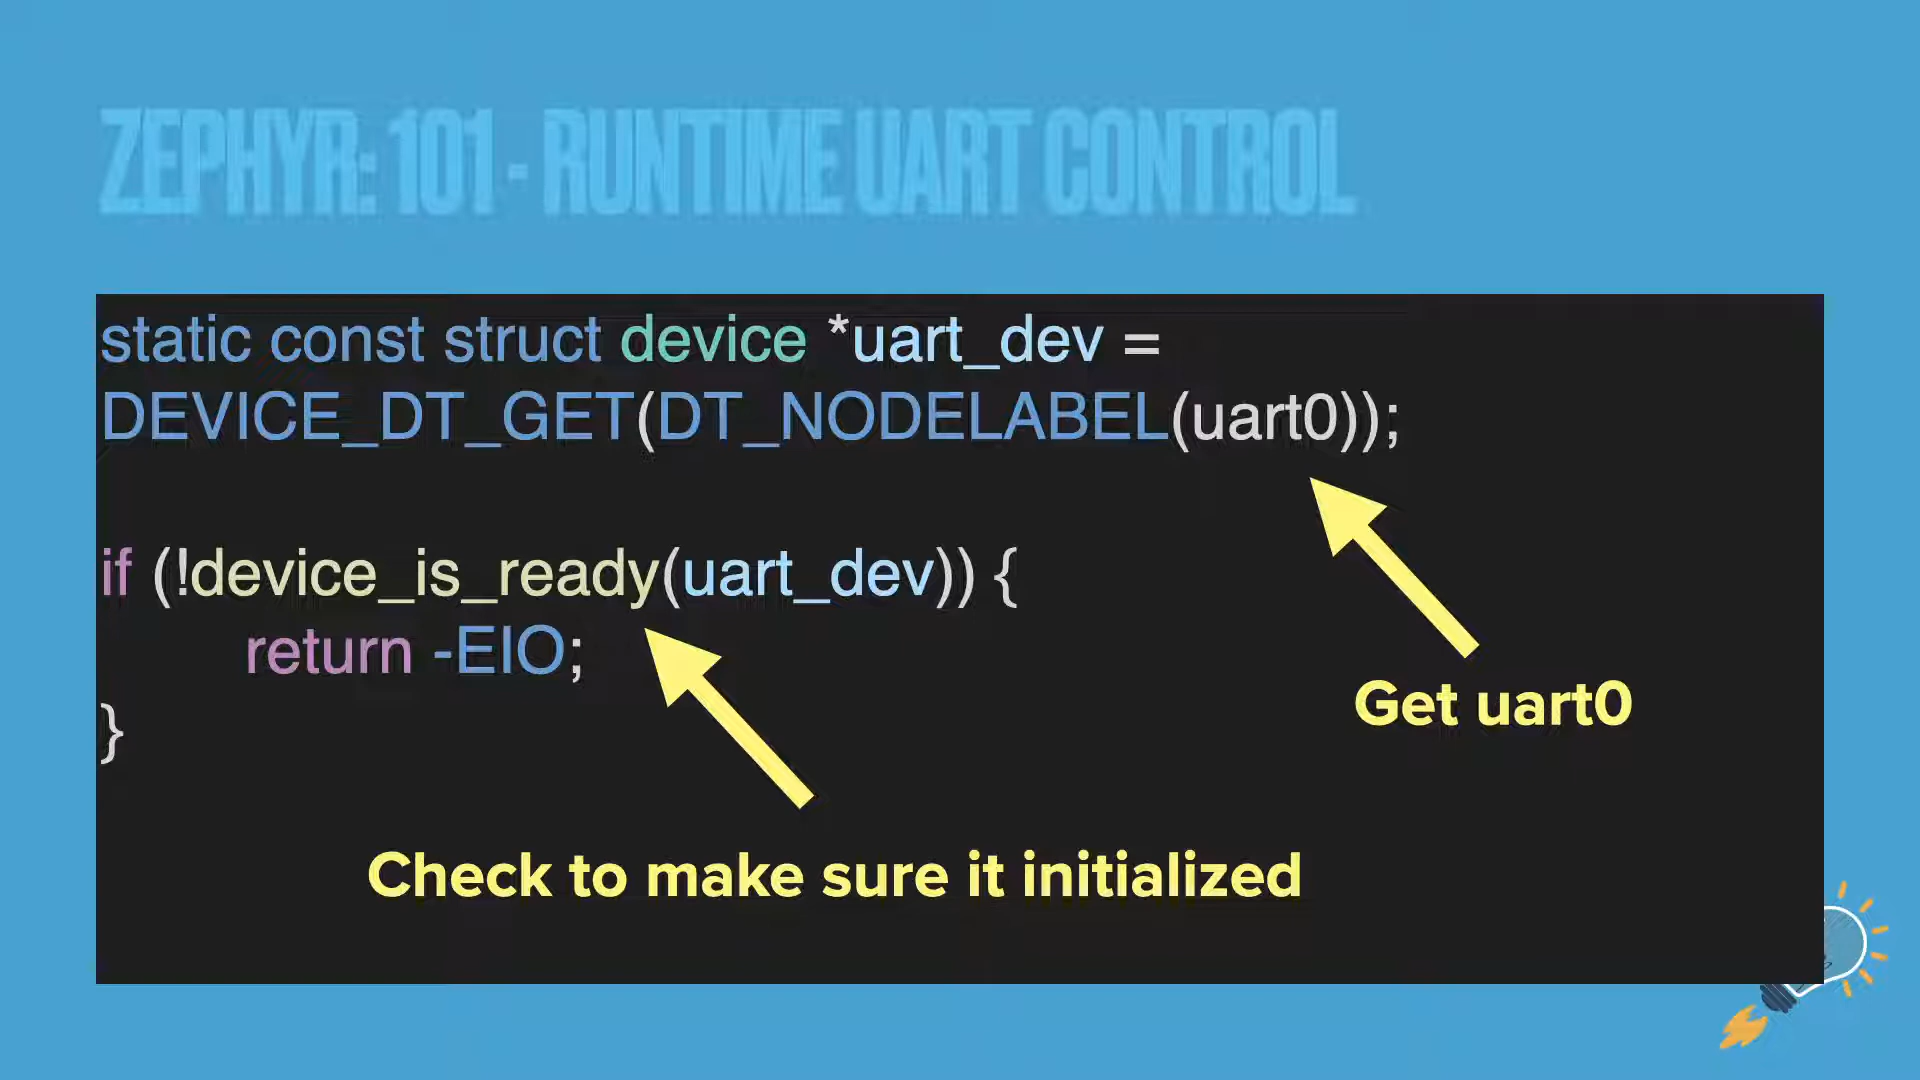 ZEPHYR: 101 - RUNTIME UART CONTROL
static const struct device *uart_dev =
DEVICE_DT_GET(DT_NODELABEL(uart0));
if (!device_is_ready(uart_dev)) {
return -EIO;
}
Get uart0
Check to make sure it initialized